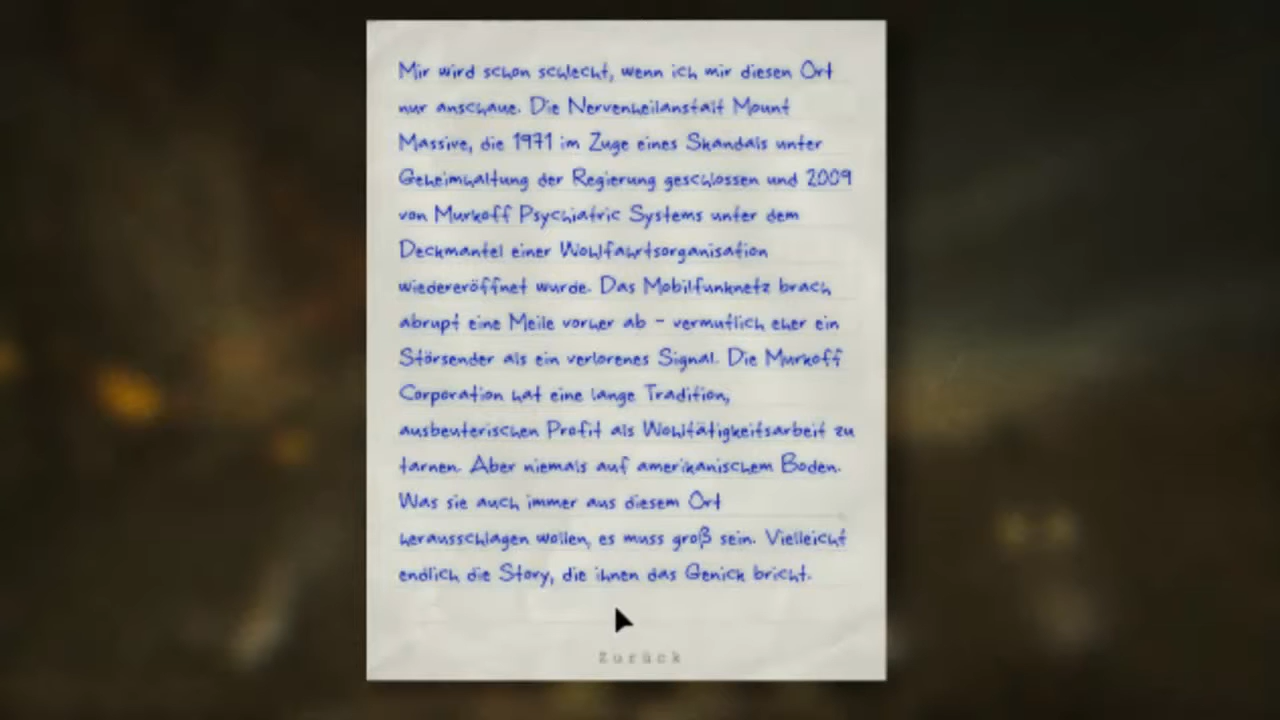 Mir wird schon schlecht, wenn ich mir diesen Ort
nur anschaue. Die Nervenheilanstalt Mount
Massive, die 1971 im Zuge eines Skandals unter
Geheimhaltung der Regierung geschlossen und 2009
von Murkoff Psychiatric Systems unter dem
Deckmantel einer Wohlfahrtsorganisation
wiedereröffnet wurde. Das Mobilfunknetz brach
abrupt eine Meile vorher ab - vermutlich eher ein
Störsender als ein verlorenes Signal. Die Murkoff
Corporation hat eine lange Tradition,
ausbeuterischen Profit als Wohltätigkeitsarbeit zu
tarnen. Aber niemals auf amerikanischem Boden.
Was sie auch immer aus diesem Ort
herausschlagen wollen, es muss groß sein. Vielleicht
endlich die Story, die ihnen das Genick bricht.
Zurück